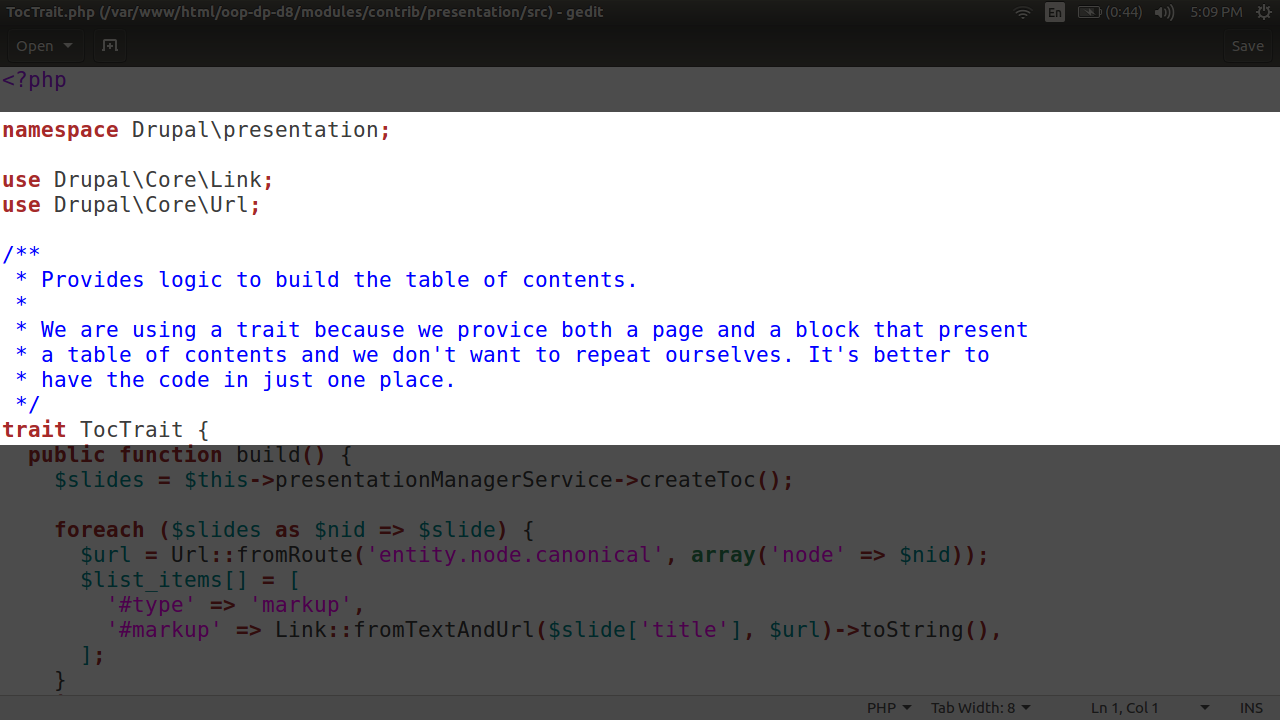 TocTrait.php (/var/www/html/oop-dp-d8/modules/contrib/presentation/src) - gedit
En (0:44) 5:09 PM
Open Save
<?php
namespace Drupal\presentation;
use Drupal\Core\Link;
use Drupal\Core\Url;
/**
 * Provides logic to build the table of contents.
 *
 * We are using a trait because we provice both a page and a block that present
 * a table of contents and we don't want to repeat ourselves. It's better to
 * have the code in just one place.
 */
trait TocTrait {
  public function build() {
    $slides = $this->presentationManagerService->createToc();
    foreach ($slides as $nid => $slide) {
      $url = Url::fromRoute('entity.node.canonical', array('node' => $nid));
      $list_items[] = [
        '#type' => 'markup',
        '#markup' => Link::fromTextAndUrl($slide['title'], $url)->toString(),
      ];
    }
PHP Tab Width: 8 Ln 1, Col 1 INS